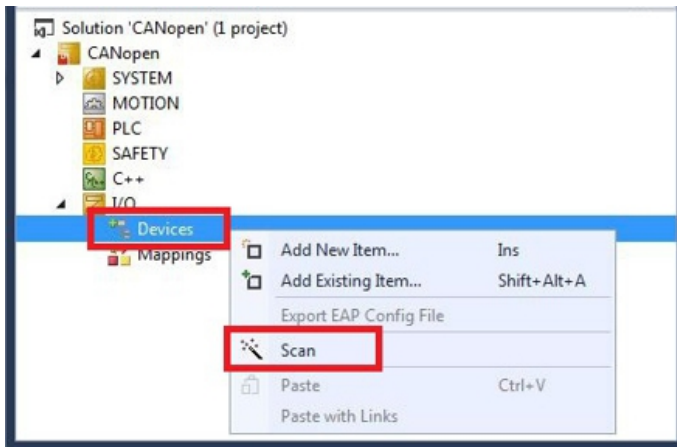 Solution 'CANopen' (1 project)
CANopen
SYSTEM
MOTION
PLC
SAFETY
C++
I/O
Devices
Mappings
Add New Item... Ins
Add Existing Item... Shift+Alt+A
Export EAP Config File
Scan
Paste Ctrl+V
Paste with Links